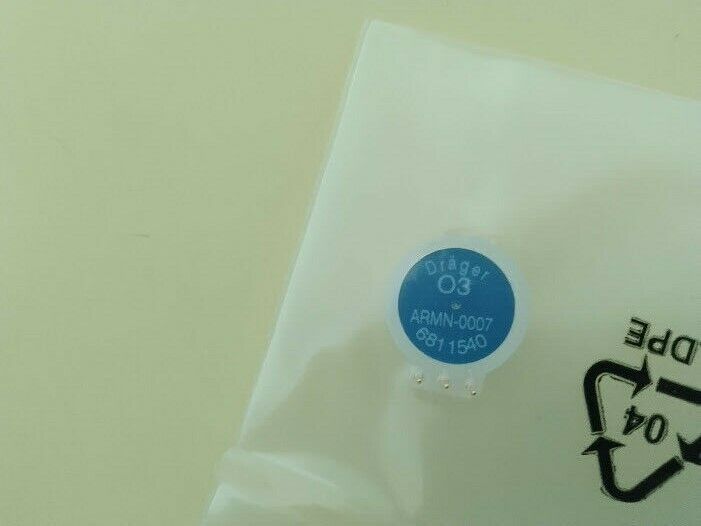 Dräger
O3
ARMN-0007
6811540
LDPE
04